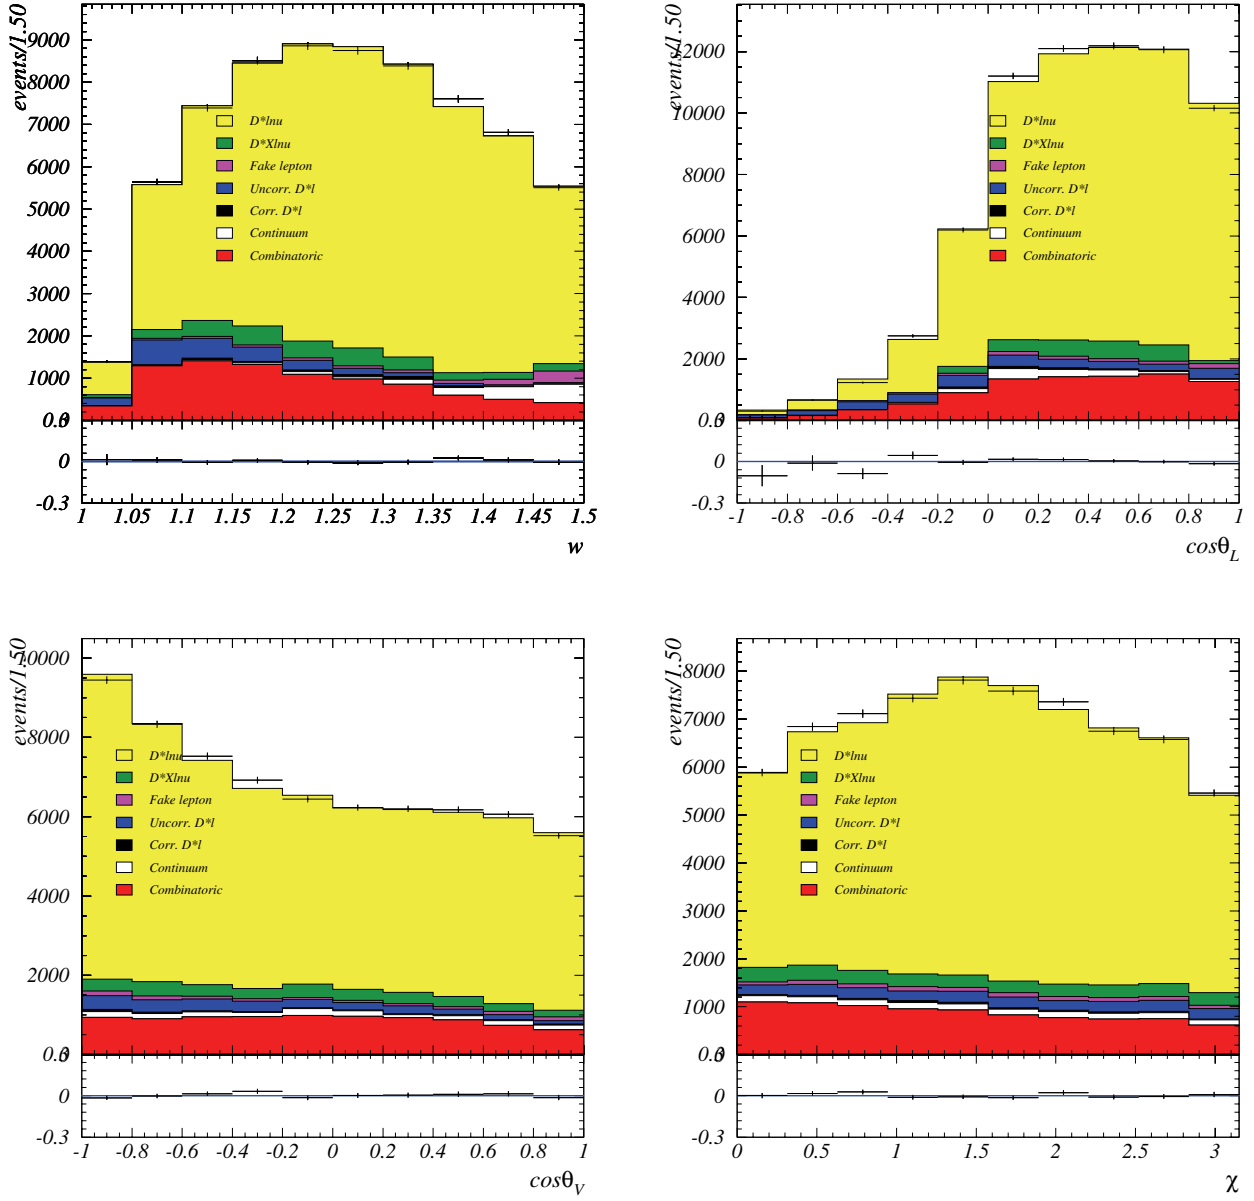 events/1.50
9000
8000
7000
6000
5000
4000
3000
2000
1000
D*lnu
D*Xlnu
Fake lepton
Uncorr. D*l
Corr. D*l
Continuum
Combinatoric
0
-0.3
1 1.05 1.1 1.15 1.2 1.25 1.3 1.35 1.4 1.45 1.5
w
events/1.50
12000
10000
8000
6000
4000
2000
D*lnu
D*Xlnu
Fake lepton
Uncorr. D*l
Corr. D*l
Continuum
Combinatoric
0
-0.3
-1 -0.8 -0.6 -0.4 -0.2 0 0.2 0.4 0.6 0.8 1
cosθL
events/1.50
10000
8000
6000
4000
2000
D*lnu
D*Xlnu
Fake lepton
Uncorr. D*l
Corr. D*l
Continuum
Combinatoric
0
-0.3
-1 -0.8 -0.6 -0.4 -0.2 0 0.2 0.4 0.6 0.8 1
cosθV
events/1.50
8000
7000
6000
5000
4000
3000
2000
1000
D*lnu
D*Xlnu
Fake lepton
Uncorr. D*l
Corr. D*l
Continuum
Combinatoric
0
-0.3
0 0.5 1 1.5 2 2.5 3
χ